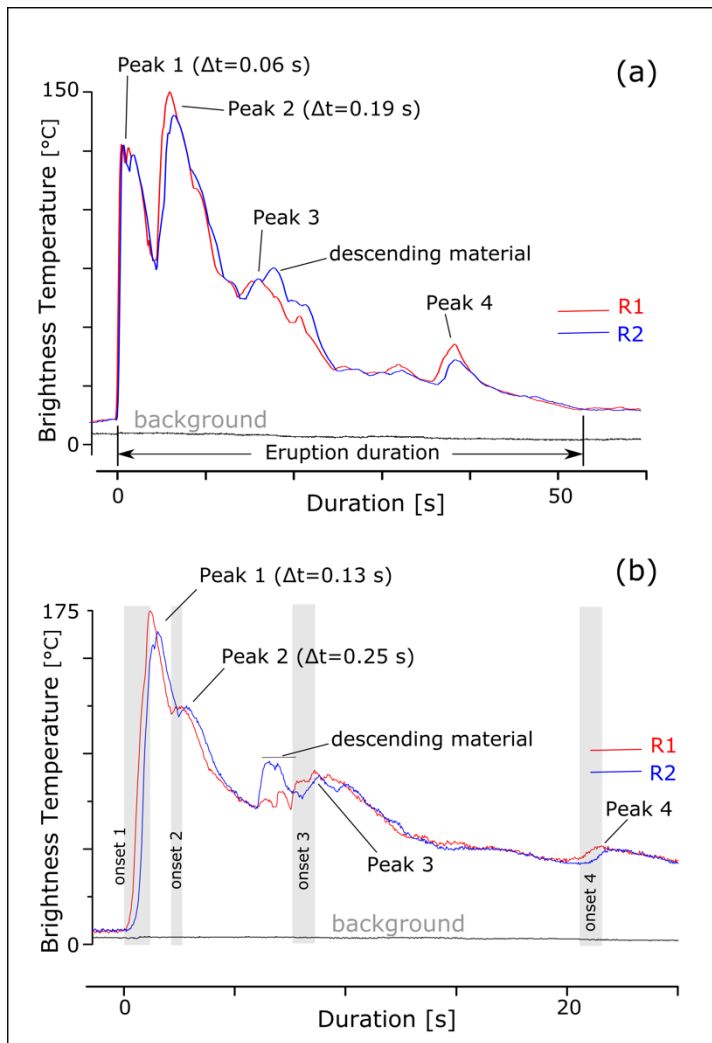 (a)
Peak 1 (Δt=0.06 s)
150
Peak 2 (Δt=0.19 s)
Peak 3
descending material
Peak 4
R1
R2
Brightness Temperature [°C]
background
0
Eruption duration
0
50
Duration [s]
(b)
Peak 1 (Δt=0.13 s)
175
Peak 2 (Δt=0.25 s)
descending material
R1
R2
Peak 4
Peak 3
Brightness Temperature [°C]
onset 1
onset 2
onset 3
onset 4
background
0
0
20
Duration [s]